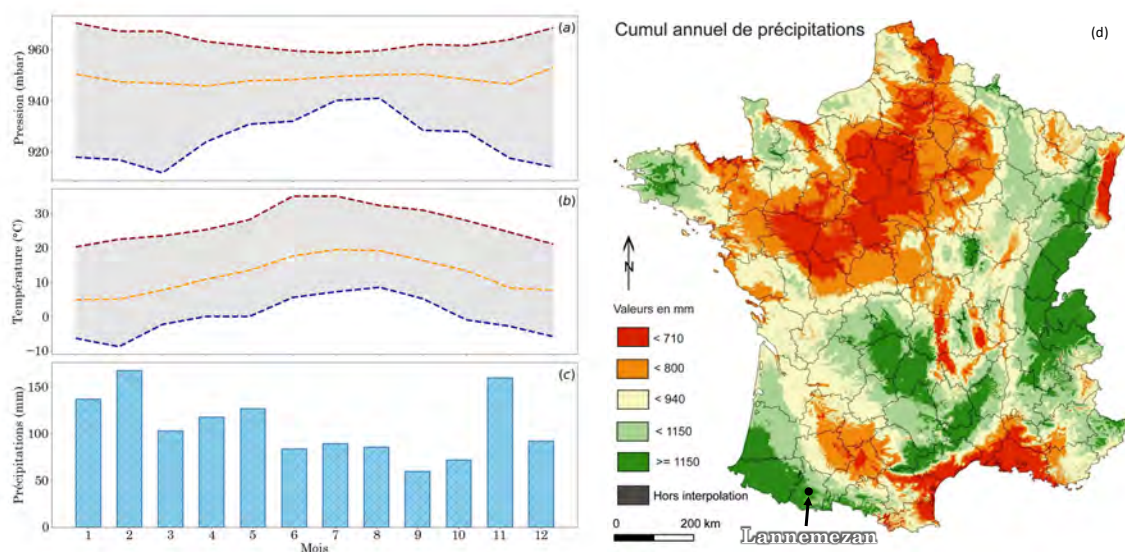 (a)
Pression (mbar)
960
940
920
(b)
Température (°C)
30
20
10
0
−10
(c)
Précipitations (mm)
150
100
50
0
1 2 3 4 5 6 7 8 9 10 11 12
Mois
Cumul annuel de précipitations
(d)
N
Valeurs en mm
< 710
< 800
< 940
< 1150
>= 1150
Hors interpolation
0 200 km
Lannemezan